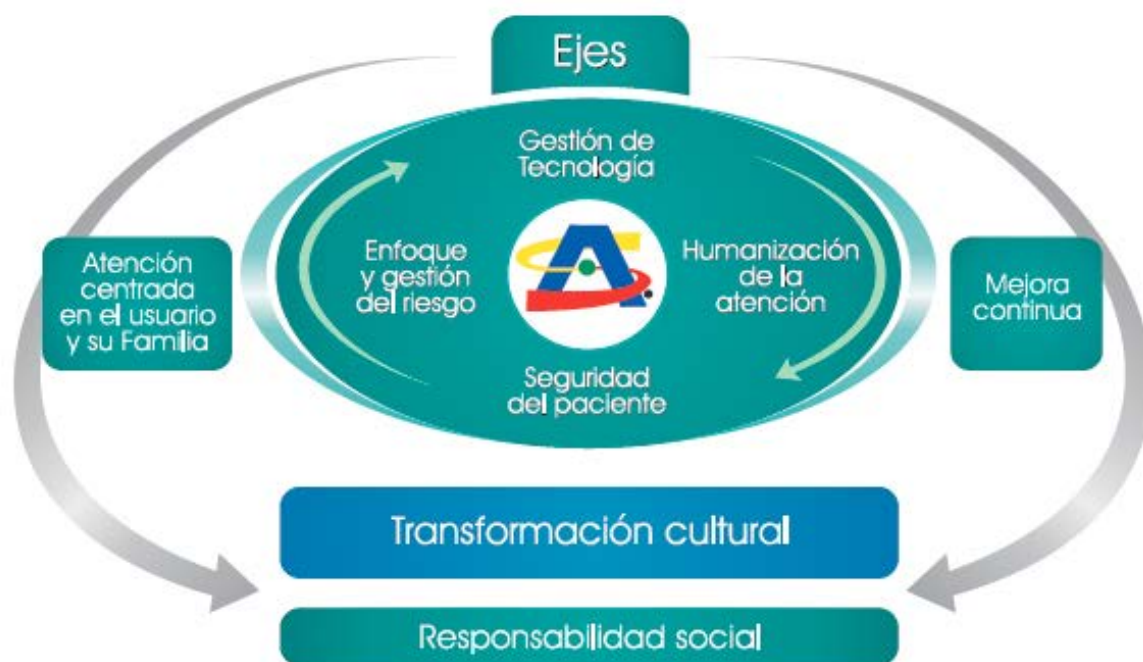 Ejes
Gestión de
Tecnología
Atención
centrada
en el usuario
y su Familia
Enfoque
y gestión
del riesgo
Humanización
de la
atención
Mejora
continua
Seguridad
del paciente
Transformación cultural
Responsabilidad social